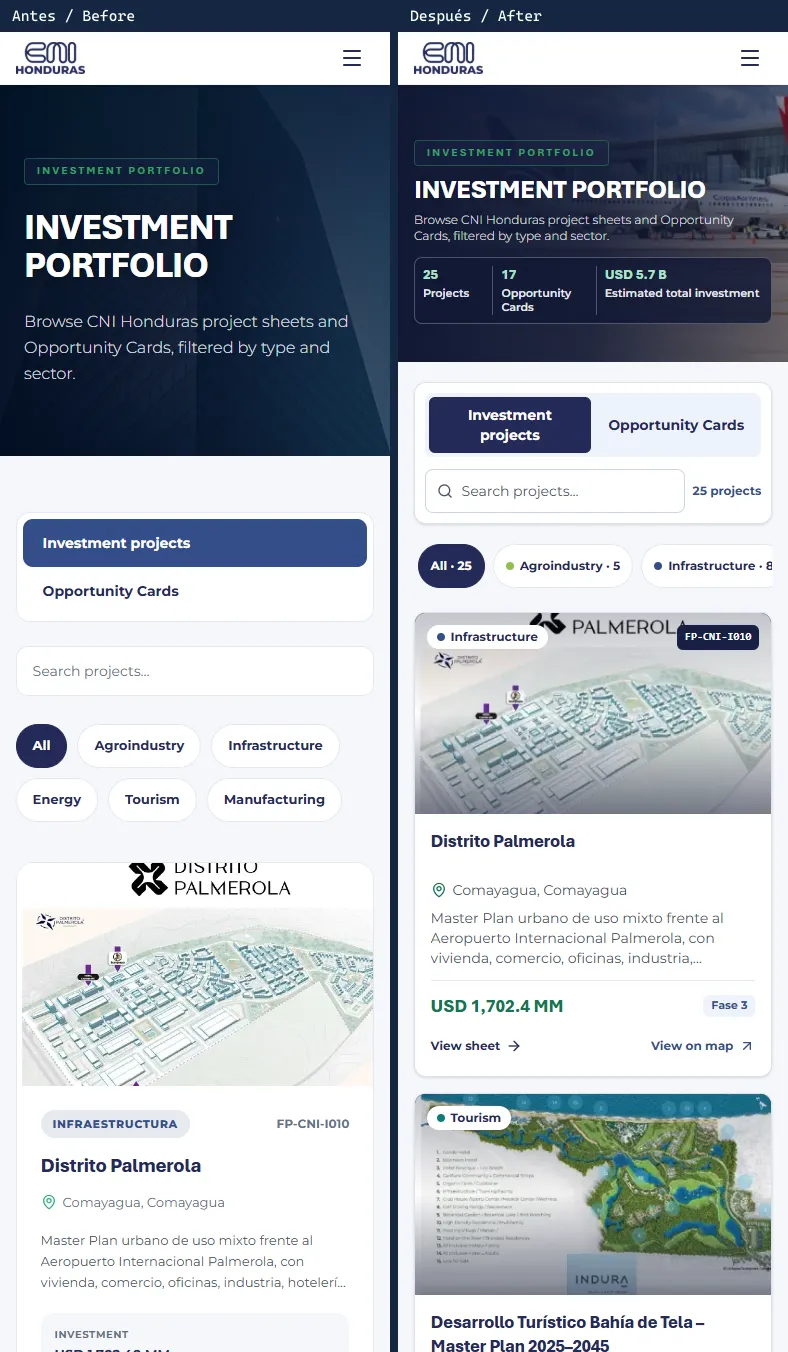 Antes / Before
CNI
HONDURAS
INVESTMENT PORTFOLIO
INVESTMENT
PORTFOLIO
Browse CNI Honduras project sheets and
Opportunity Cards, filtered by type and
sector.
Investment projects
Opportunity Cards
Search projects...
All
Agroindustry
Infrastructure
Energy
Tourism
Manufacturing
DISTRITO
PALMEROLA
INFRAESTRUCTURA
FP-CNI-I010
Distrito Palmerola
Comayagua, Comayagua
Master Plan urbano de uso mixto frente al
Aeropuerto Internacional Palmerola, con
vivienda, comercio, oficinas, industria, hotelerí...
INVESTMENT
Después / After
CNI
HONDURAS
CopaAirlines
INVESTMENT PORTFOLIO
INVESTMENT PORTFOLIO
Browse CNI Honduras project sheets and Opportunity
Cards, filtered by type and sector.
25
Projects
17
Opportunity
Cards
USD 5.7 B
Estimated total investment
Investment
projects
Opportunity Cards
Search projects...
25 projects
All · 25
Agroindustry · 5
Infrastructure · 8
PALMEROLA
Infrastructure
FP-CNI-I010
Distrito Palmerola
Comayagua, Comayagua
Master Plan urbano de uso mixto frente al
Aeropuerto Internacional Palmerola, con
vivienda, comercio, oficinas, industria,...
USD 1,702.4 MM
Fase 3
View sheet
View on map
Tourism
INDURA
Desarrollo Turístico Bahía de Tela –
Master Plan 2025–2045